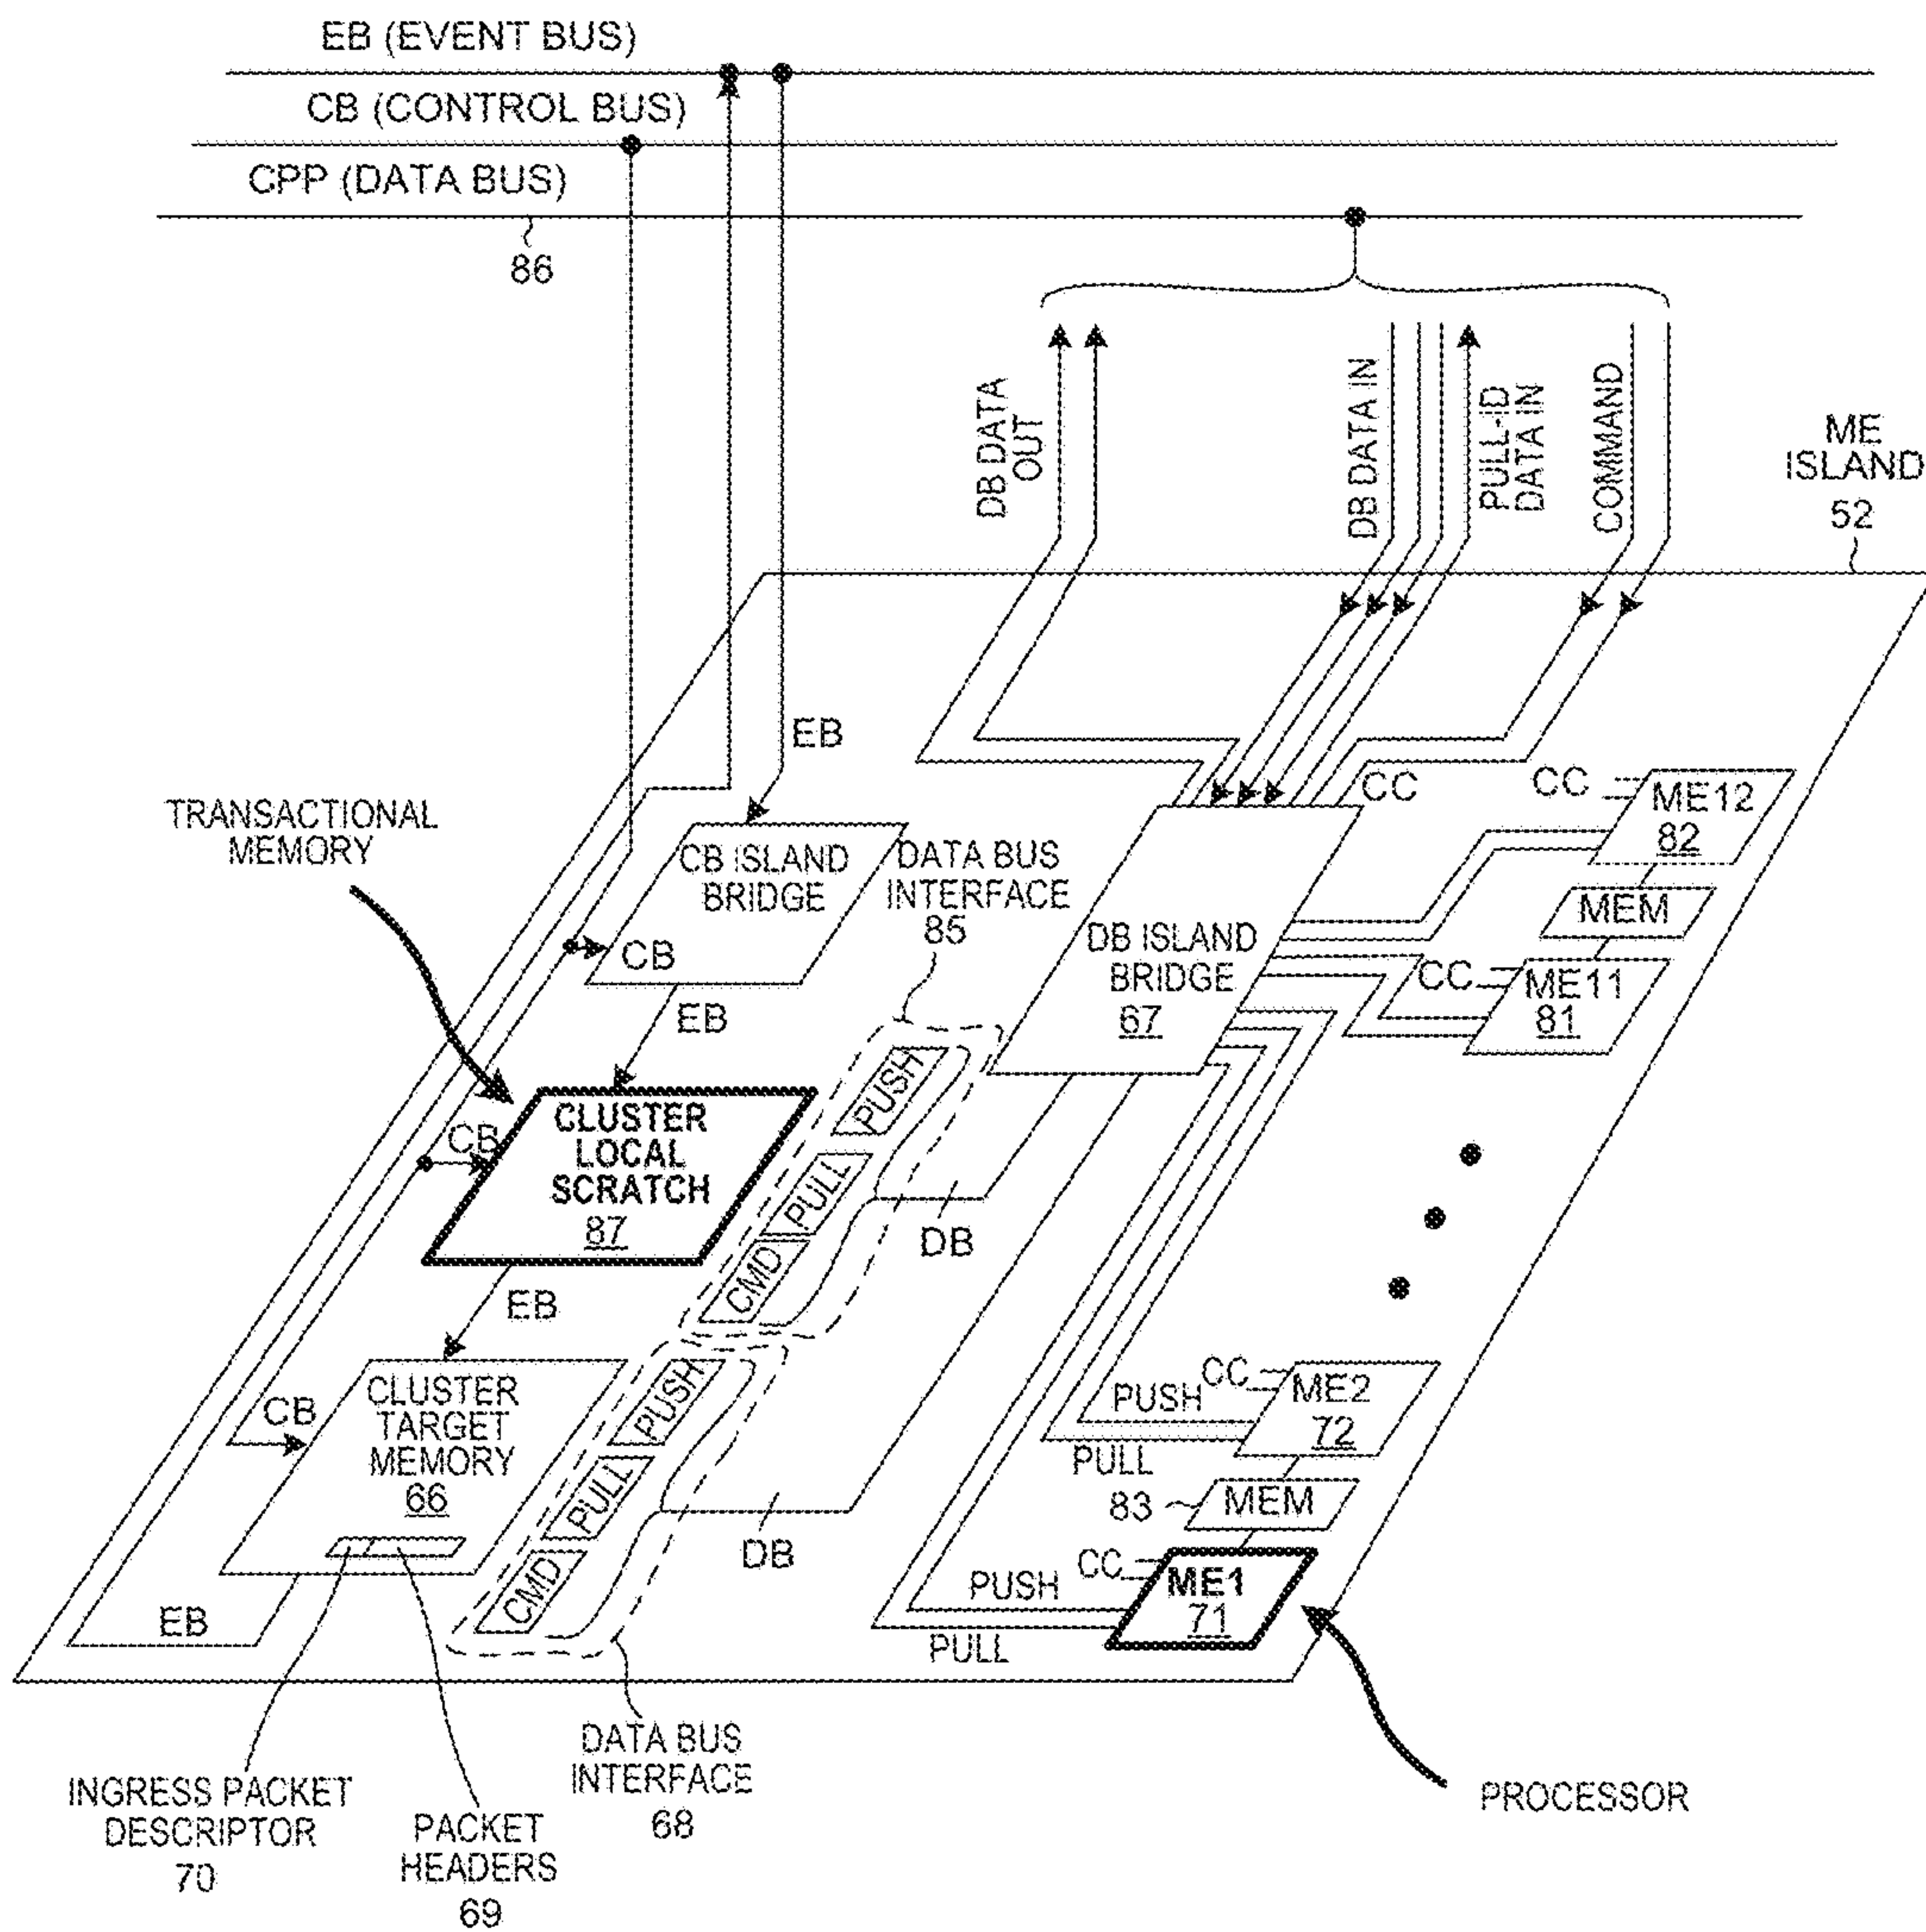 EB (EVENT BUS)
CB (CONTROL BUS)
CPP (DATA BUS)
86
DB DATA
OUT
DB DATA IN
PULL-ID
DATA IN
COMMAND
ME
ISLAND
52
EB
CC
CC
ME12
82
MEM
CC
ME11
81
TRANSACTIONAL
MEMORY
CB ISLAND
BRIDGE
CB
DATA BUS
INTERFACE
85
DB ISLAND
BRIDGE
67
EB
CB
CLUSTER
LOCAL
SCRATCH
87
PUSH
PULL
CMD
DB
EB
CB
CLUSTER
TARGET
MEMORY
66
PUSH
PULL
CMD
DB
EB
PUSH
PULL
CC
ME2
72
83
MEM
PUSH
PULL
CC
ME1
71
INGRESS PACKET
DESCRIPTOR
70
PACKET
HEADERS
69
DATA BUS
INTERFACE
68
PROCESSOR